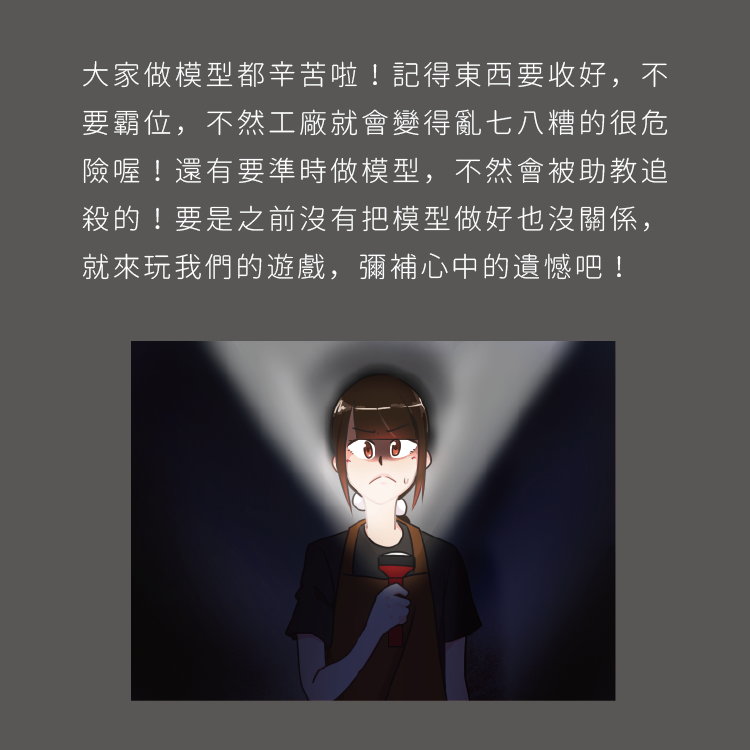 大家做模型都辛苦啦！記得東西要收好，不
要霸位，不然工廠就會變得亂七八糟的很危
險喔！還有要準時做模型，不然會被助教追
殺的！要是之前沒有把模型做好也沒關係，
就來玩我們的遊戲，彌補心中的遺憾吧！